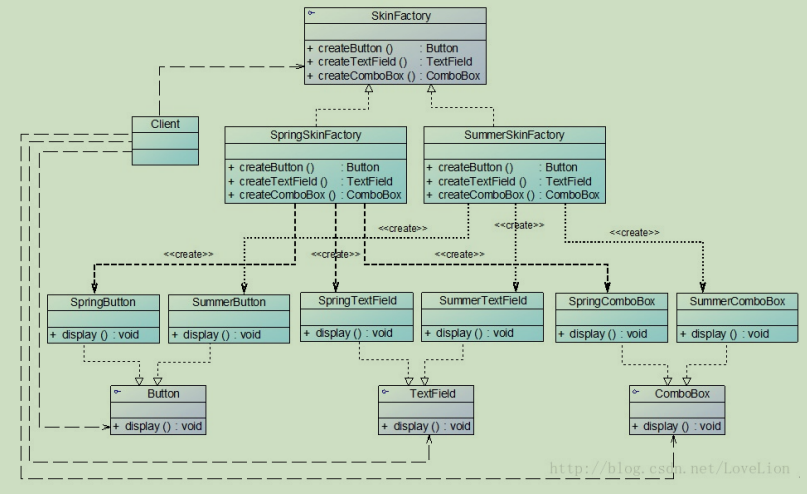 SkinFactory
+ createButton () : Button
+ createTextField () : TextField
+ createComboBox () : ComboBox
Client
SpringSkinFactory
+ createButton () : Button
+ createTextField () : TextField
+ createComboBox () : ComboBox
SummerSkinFactory
+ createButton () : Button
+ createTextField () : TextField
+ createComboBox () : ComboBox
<<create>>
<<create>>
<<create>>
<<create>>
<<create>>
<<create>>
SpringButton
+ display () : void
SummerButton
+ display () : void
SpringTextField
+ display () : void
SummerTextField
+ display () : void
SpringComboBox
+ display () : void
SummerComboBox
+ display () : void
Button
+ display () : void
TextField
+ display () : void
ComboBox
+ display () : void
http://blog.csdn.net/LoveLion